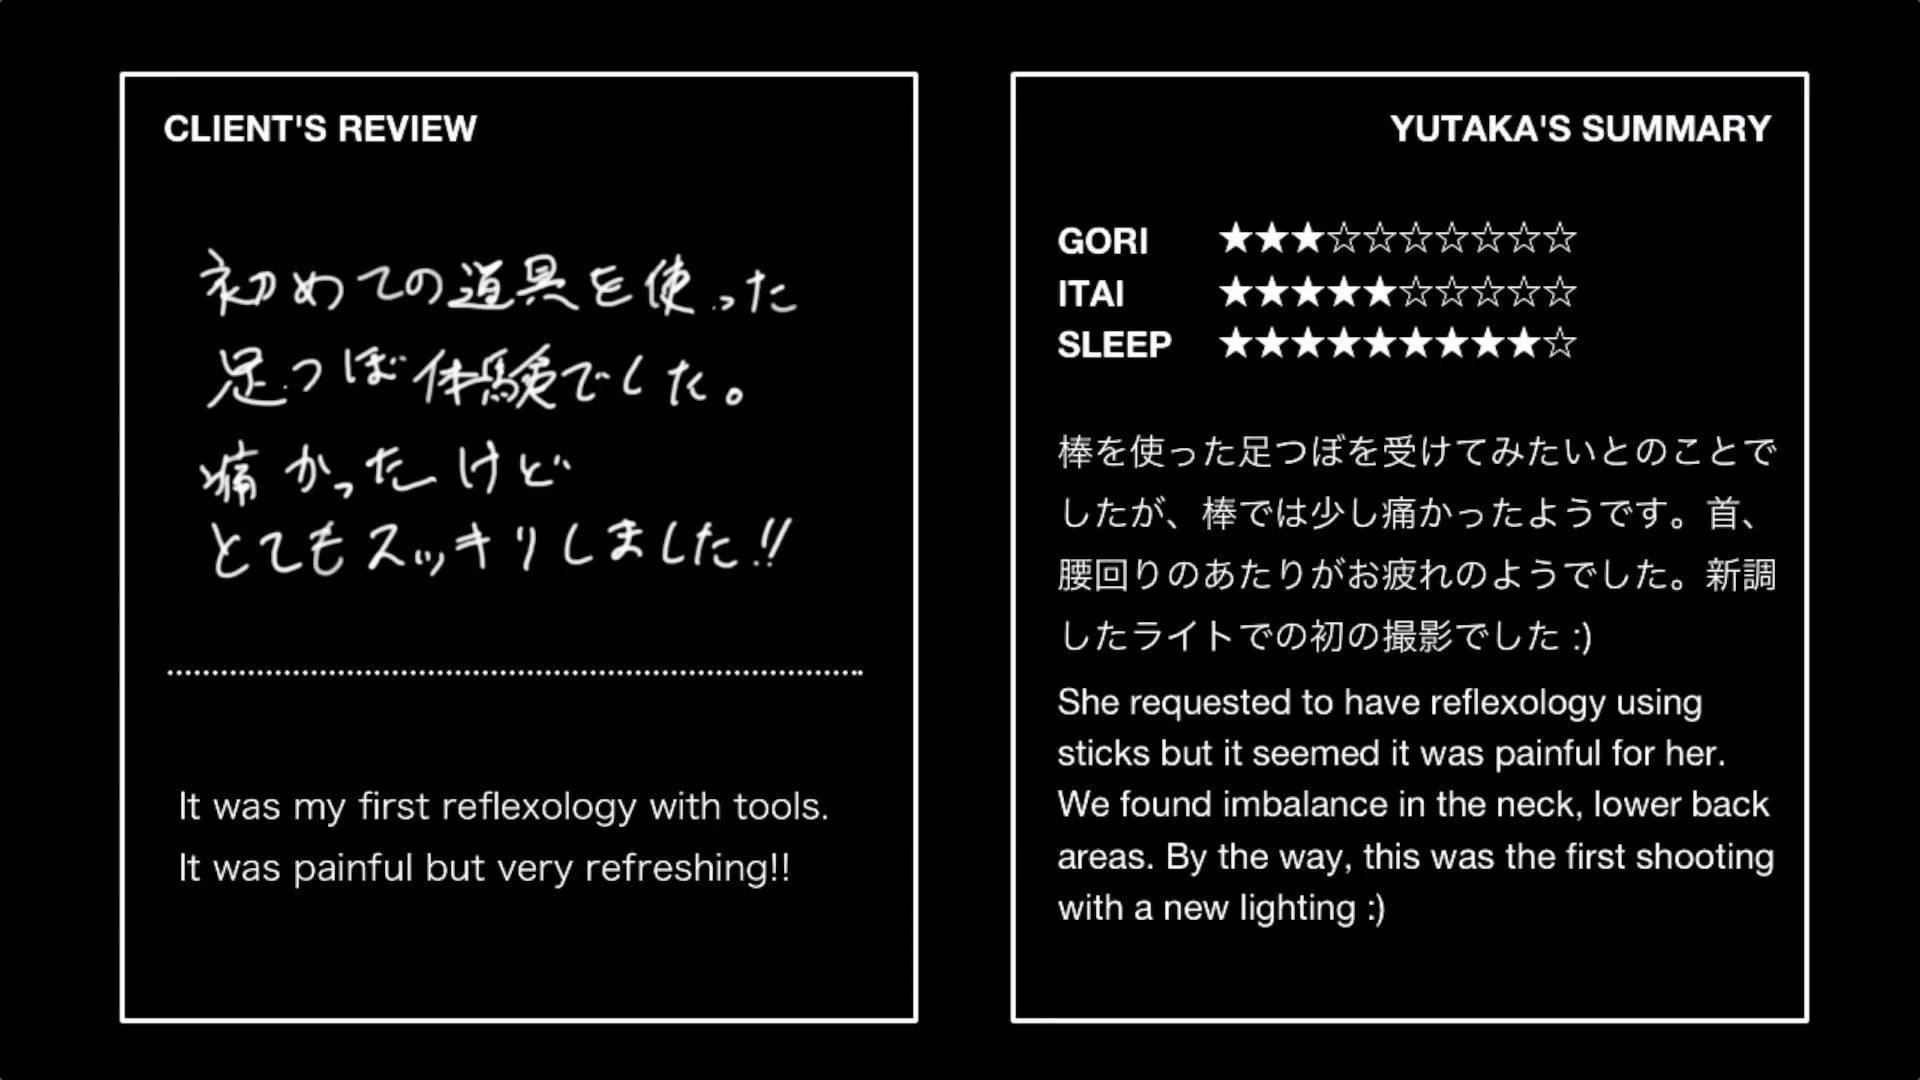 CLIENT'S REVIEW
初めての道具を使った
足つぼ体験でした。
痛かったけど
とてもスッキリしました!!
It was my first reflexology with tools.
It was painful but very refreshing!!
YUTAKA'S SUMMARY
GORI ★★★☆☆☆☆☆☆☆
ITAI ★★★★★☆☆☆☆☆
SLEEP ★★★★★★★★★☆
棒を使った足つぼを受けてみたいとのことで
したが、棒では少し痛かったようです。首、
腰回りのあたりがお疲れのようでした。新調
したライトでの初の撮影でした :)
She requested to have reflexology using
sticks but it seemed it was painful for her.
We found imbalance in the neck, lower back
areas. By the way, this was the first shooting
with a new lighting :)